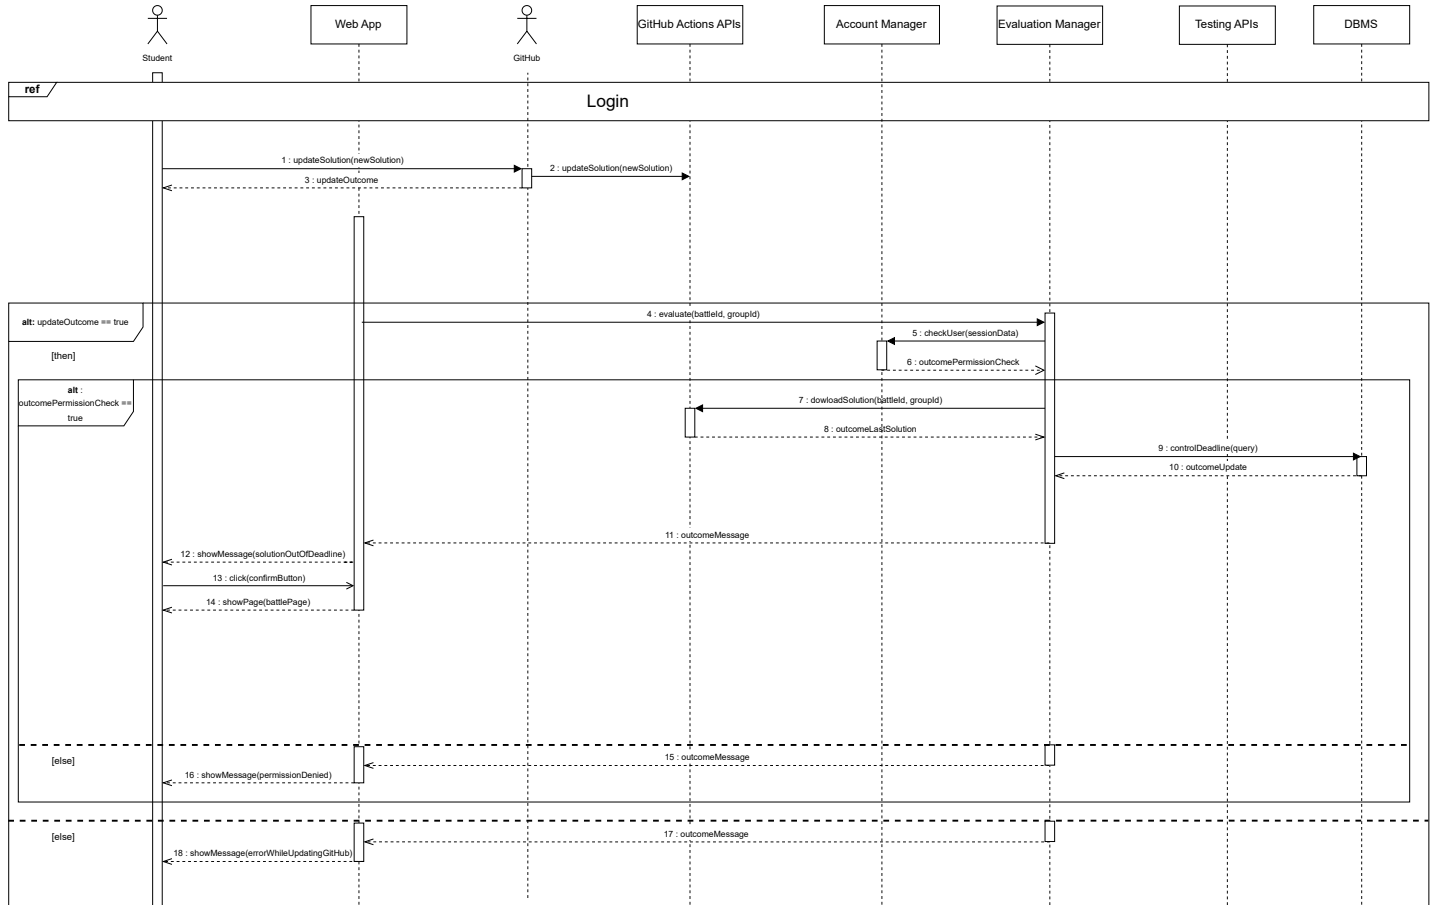 Web App
GitHub Actions APIs
Account Manager
Evaluation Manager
Testing APIs
DBMS
Student
GitHub
ref
Login
1 : updateSolution(newSolution)
2 : updateSolution(newSolution)
3 : updateOutcome
4 : evaluate(battleId, groupId)
alt: updateOutcome == true
5 : checkUser(sessionData)
[then]
6 : outcomePermissionCheck
alt :
outcomePermissionCheck ==
true
7 : dowloadSolution(battleId, groupId)
8 : outcomeLastSolution
9 : controlDeadline(query)
10 : outcomeUpdate
11 : outcomeMessage
12 : showMessage(solutionOutOfDeadline)
13 : click(confirmButton)
14 : showPage(battlePage)
[else]
15 : outcomeMessage
16 : showMessage(permissionDenied)
[else]
17 : outcomeMessage
18 : showMessage(errorWhileUpdatingGitHub)